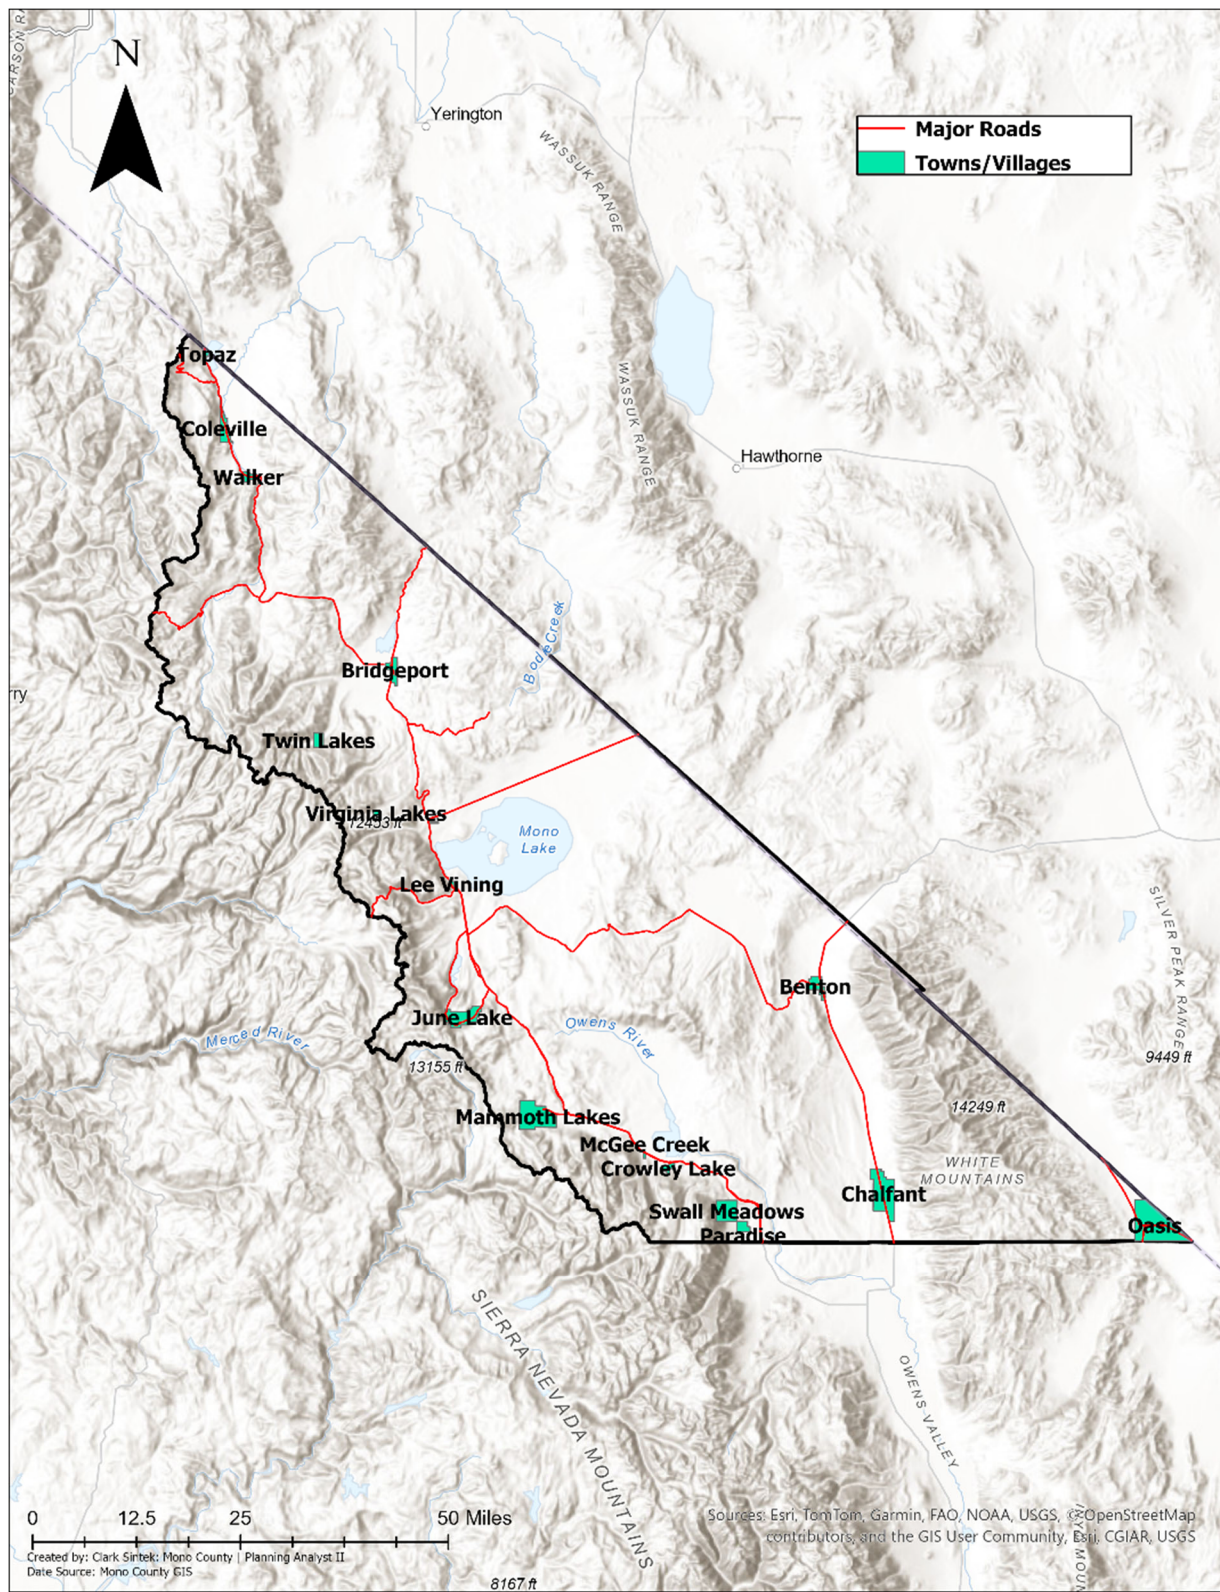 CARSON RA
N
Yerington
WASSUK RANGE
Major Roads
Towns/Villages
Topaz
WASSUK RANGE
Coleville
Hawthorne
Walker
Bodie Creek
Bridgeport
rry
Twin Lakes
Virginia Lakes
12453 ft
Mono
Lake
Lee Vining
SILVER PEAK RANGE
Benton
June Lake
Owens River
Merced River
9449 ft
13155 ft
14249 ft
Mammoth Lakes
McGee Creek
Crowley Lake
WHITE
MOUNTAINS
Chalfant
Swall Meadows
Oasis
Paradise
SIERRA NEVADA MOUNTAINS
OWENS VALLEY
0 12.5 25 50 Miles
Sources: Esri, TomTom, Garmin, FAO, NOAA, USGS, © OpenStreetMap
contributors, and the GIS User Community, Esri, CGIAR, USGS
INYO MOUN
Created by: Clark Sintek: Mono County | Planning Analyst II
Date Source: Mono County GIS
8167 ft